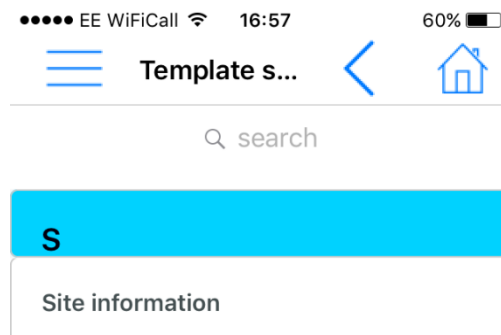 EE WiFiCall 16:57 60%
Template s...
search
S
Site information